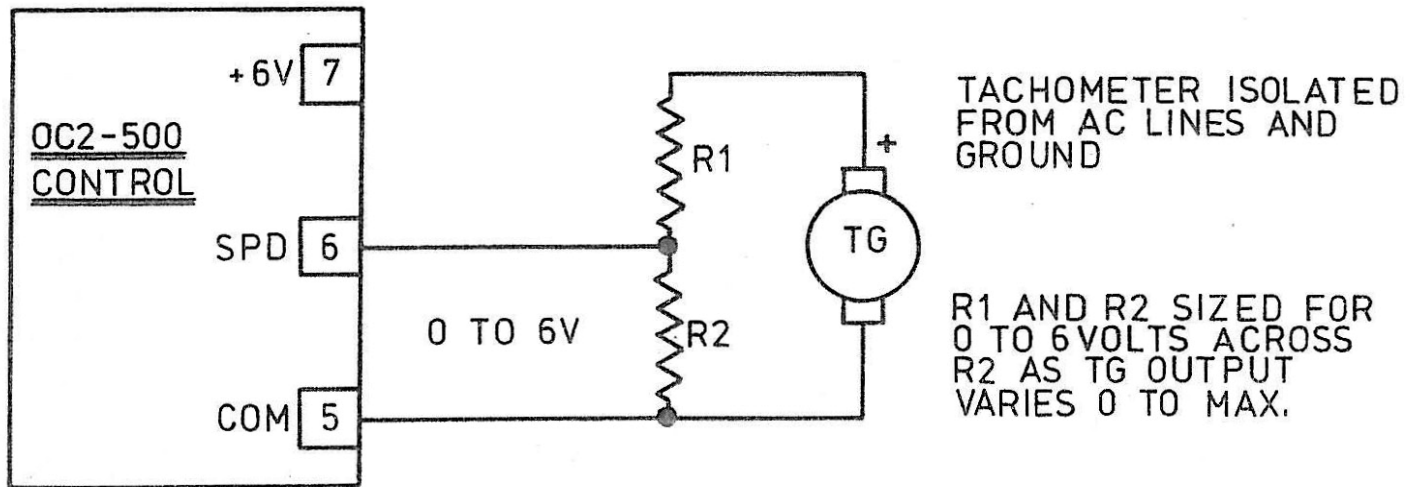 +6V 7
OC2-500
CONTROL
SPD 6
COM 5
0 TO 6V
R1
R2
+
TG
TACHOMETER ISOLATED
FROM AC LINES AND
GROUND
R1 AND R2 SIZED FOR
0 TO 6VOLTS ACROSS
R2 AS TG OUTPUT
VARIES 0 TO MAX.